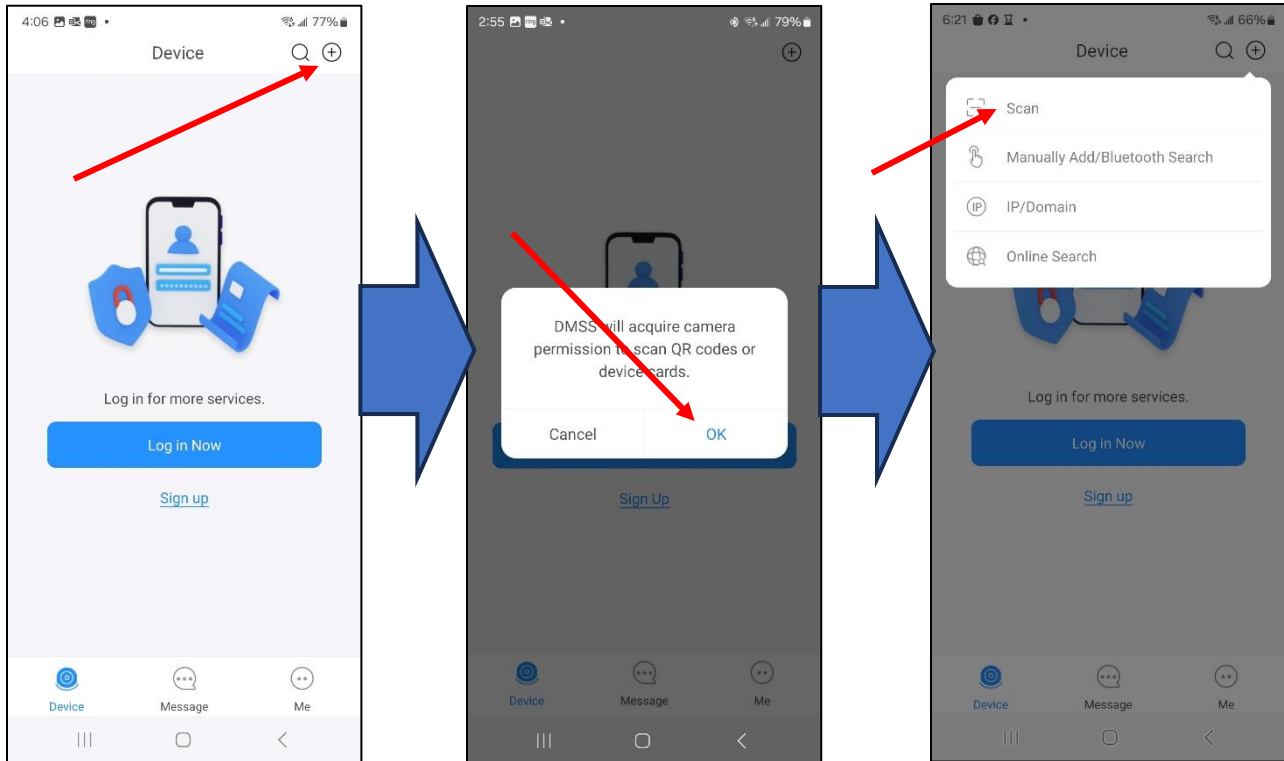 4:06
77%
Device
Log in for more services.
Log in Now
Sign up
Device
Message
Me
2:55
79%
DMSS will acquire camera
permission to scan QR codes or
device cards.
Cancel
OK
Sign Up
Device
Message
Me
6:21
66%
Device
Scan
Manually Add/Bluetooth Search
IP
IP/Domain
Online Search
Log in for more services.
Log in Now
Sign up
Device
Message
Me